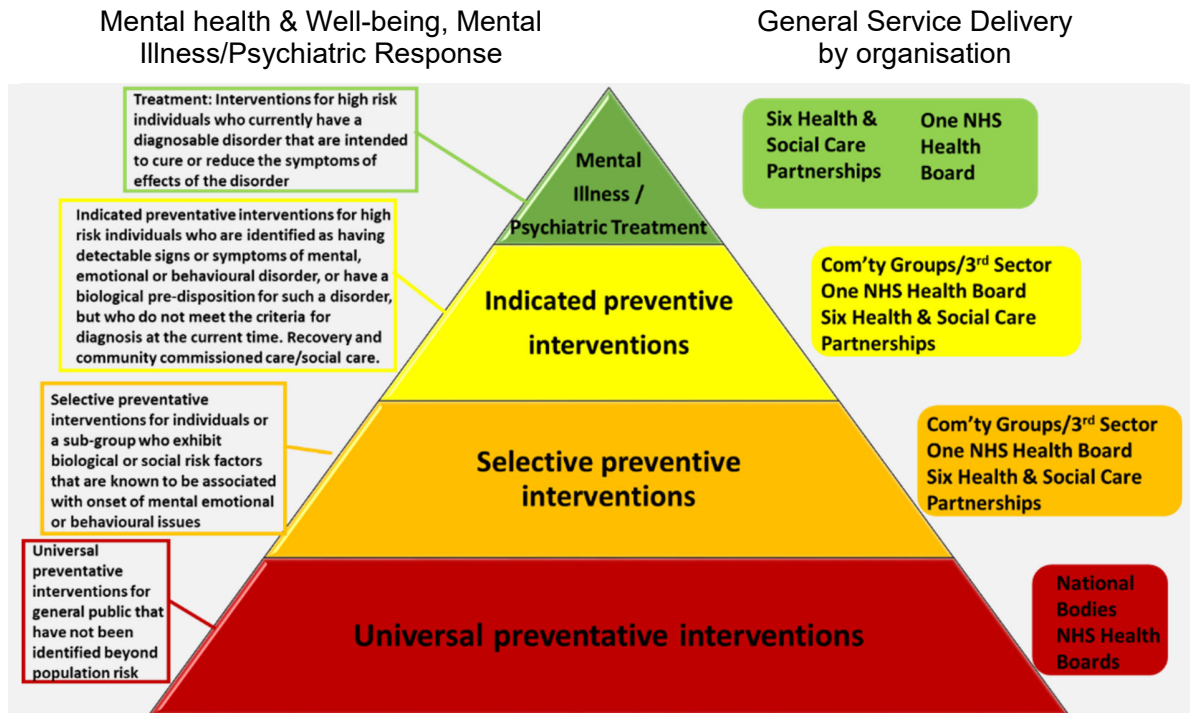 Mental health & Well-being, Mental
Illness/Psychiatric Response
General Service Delivery
by organisation
Treatment: Interventions for high risk
individuals who currently have a
diagnosable disorder that are intended
to cure or reduce the symptoms of
effects of the disorder
Mental
Illness /
Psychiatric Treatment
Six Health &
Social Care
Partnerships
One NHS
Health
Board
Indicated preventative interventions for high
risk individuals who are identified as having
detectable signs or symptoms of mental,
emotional or behavioural disorder, or have a
biological pre-disposition for such a disorder,
but who do not meet the criteria for
diagnosis at the current time. Recovery and
community commissioned care/social care.
Indicated preventive
interventions
Com'ty Groups/3rd Sector
One NHS Health Board
Six Health & Social Care
Partnerships
Selective preventative
interventions for individuals or
a sub-group who exhibit
biological or social risk factors
that are known to be associated
with onset of mental emotional
or behavioural issues
Selective preventive
interventions
Com'ty Groups/3rd Sector
One NHS Health Board
Six Health & Social Care
Partnerships
Universal
preventative
interventions for
general public that
have not been
identified beyond
population risk
Universal preventative interventions
National
Bodies
NHS Health
Boards